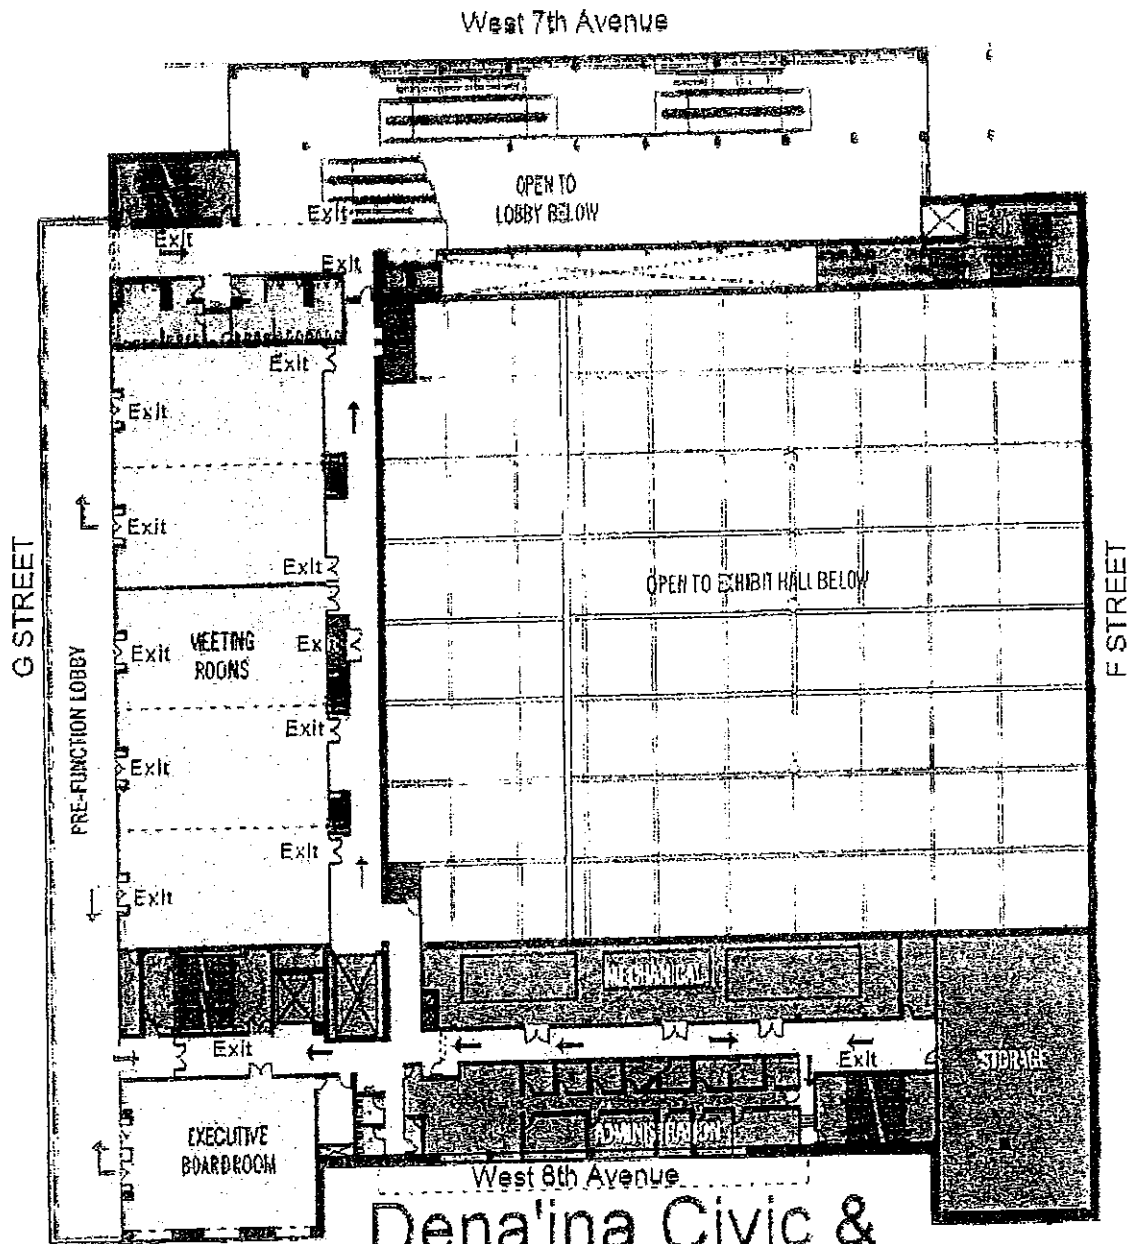 West 7th Avenue
OPEN TO
LOBBY BELOW
Exit
Exit
Exit
Exit
Exit
Exit
Exit
G STREET
PRE-FUNCTION LOBBY
MEETING
ROOMS
Exit
Ex
Exit
Exit
Exit
Exit
OPEN TO EXHIBIT HALL BELOW
F STREET
MECHANICAL
Exit
Exit
STORAGE
EXECUTIVE
BOARDROOM
ADMINISTRATION
West 8th Avenue
Dena'ina Civic &